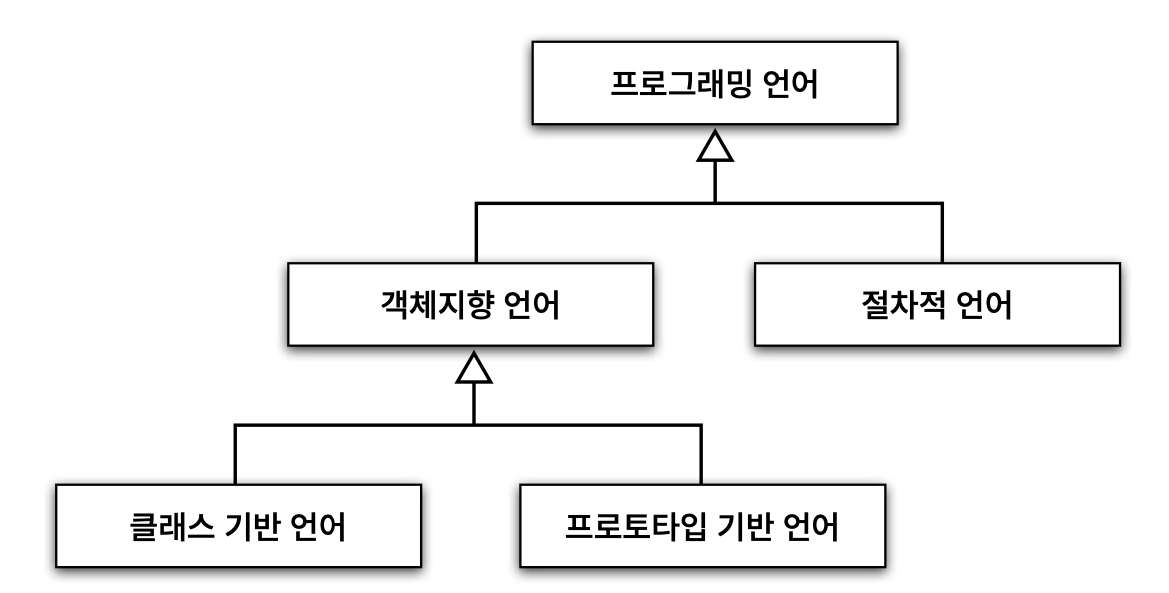 프로그래밍 언어
객체지향 언어
절차적 언어
클래스 기반 언어
프로토타입 기반 언어